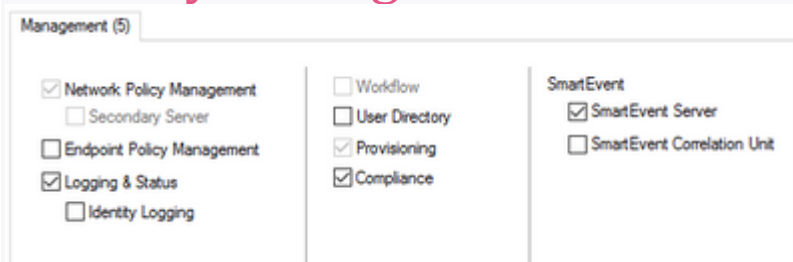 Management (5)
Network Policy Management
Secondary Server
Endpoint Policy Management
Logging & Status
Identity Logging
Workflow
User Directory
Provisioning
Compliance
SmartEvent
SmartEvent Server
SmartEvent Correlation Unit